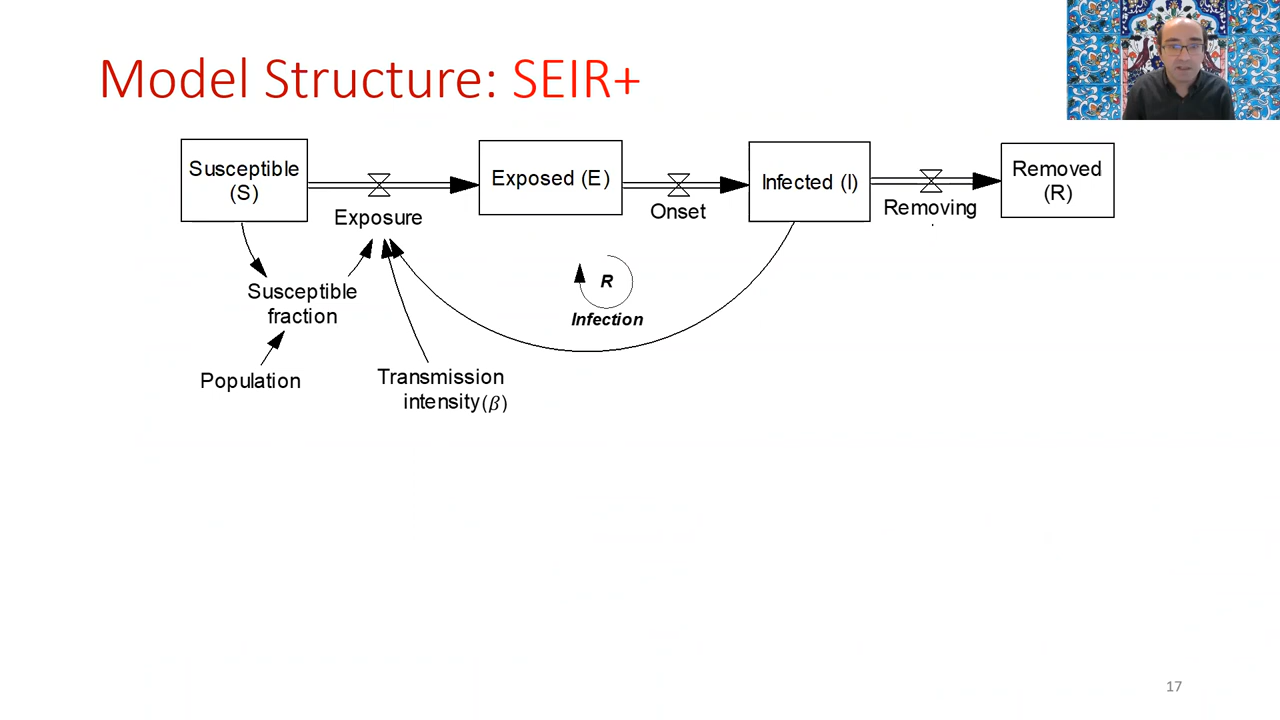 Model Structure: SEIR+
Susceptible
(S)
Exposure
Exposed (E)
Onset
Infected (I)
Removing
Removed
(R)
Susceptible
fraction
R
Infection
Population
Transmission
intensity(β)
17